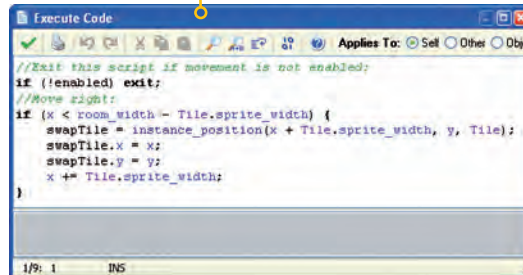 Execute Code
Applies To: Self Other Obj
//Exit this script if movement is not enabled;
if (!enabled) exit;
//Move right:
if (x < room_width - Tile.sprite_width) {
swapTile = instance_position(x + Tile.sprite_width, y, Tile);
swapTile.x = x;
swapTile.y = y;
x += Tile.sprite_width;
}
1/9: 1 INS